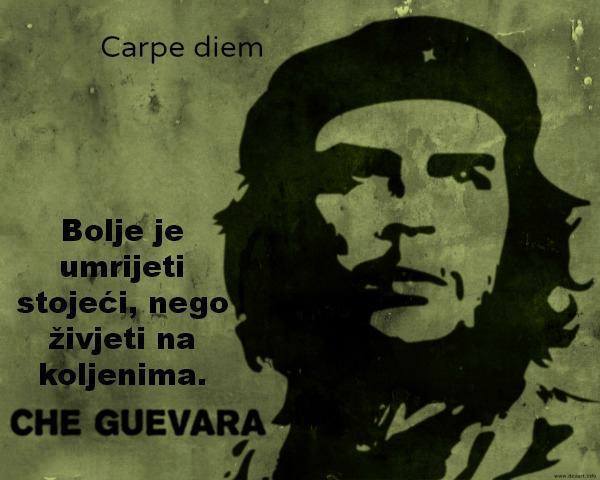 Carpe diem
Bolje je
umrijeti
stojeći, nego
živjeti na
koljenima.
CHE GUEVARA